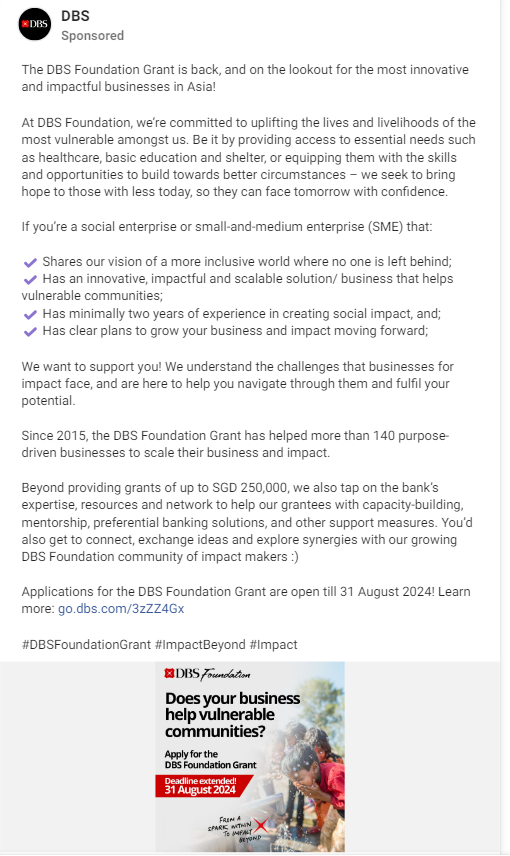 DBS
DBS
Sponsored
The DBS Foundation Grant is back, and on the lookout for the most innovative
and impactful businesses in Asia!
At DBS Foundation, we're committed to uplifting the lives and livelihoods of the
most vulnerable amongst us. Be it by providing access to essential needs such
as healthcare, basic education and shelter, or equipping them with the skills
and opportunities to build towards better circumstances – we seek to bring
hope to those with less today, so they can face tomorrow with confidence.
If you're a social enterprise or small-and-medium enterprise (SME) that:
✔ Shares our vision of a more inclusive world where no one is left behind;
✔ Has an innovative, impactful and scalable solution/ business that helps
vulnerable communities;
✔ Has minimally two years of experience in creating social impact, and;
✔ Has clear plans to grow your business and impact moving forward;
We want to support you! We understand the challenges that businesses for
impact face, and are here to help you navigate through them and fulfil your
potential.
Since 2015, the DBS Foundation Grant has helped more than 140 purpose-
driven businesses to scale their business and impact.
Beyond providing grants of up to SGD 250,000, we also tap on the bank's
expertise, resources and network to help our grantees with capacity-building,
mentorship, preferential banking solutions, and other support measures. You'd
also get to connect, exchange ideas and explore synergies with our growing
DBS Foundation community of impact makers :)
Applications for the DBS Foundation Grant are open till 31 August 2024! Learn
more: go.dbs.com/3zZZ4Gx
#DBSFoundationGrant #ImpactBeyond #Impact
DBS Foundation
Does your business
help vulnerable
communities?
Apply for the
DBS Foundation Grant
Deadline extended!
31 August 2024
FROM A
SPARK WITHIN
TO IMPACT
BEYOND